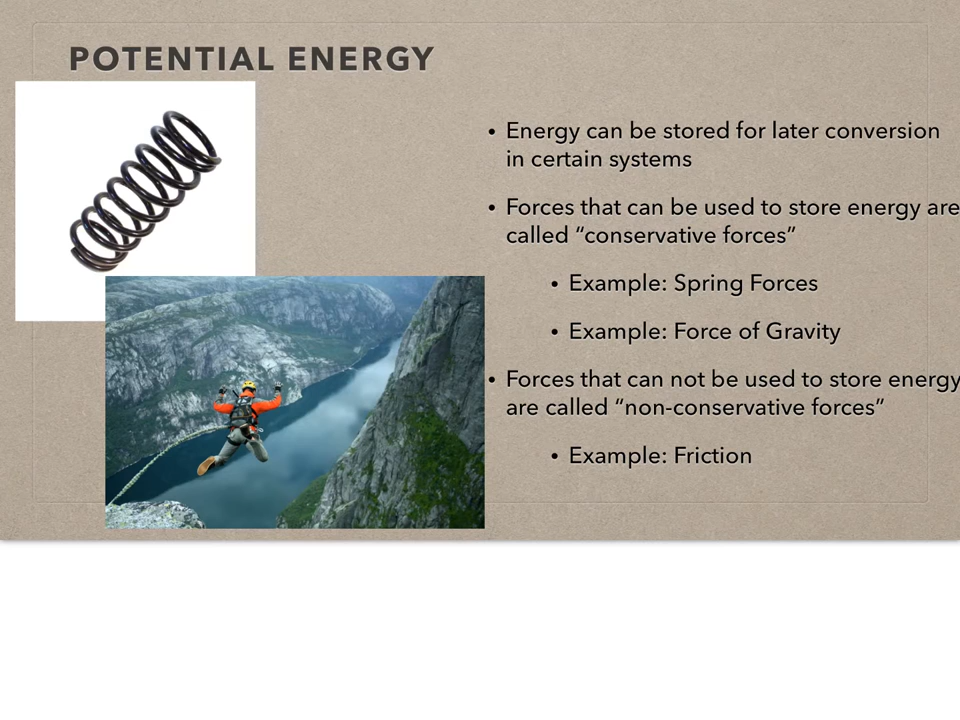 POTENTIAL ENERGY
• Energy can be stored for later conversion
in certain systems
• Forces that can be used to store energy are
called “conservative forces”
• Example: Spring Forces
• Example: Force of Gravity
• Forces that can not be used to store energy
are called “non-conservative forces”
• Example: Friction